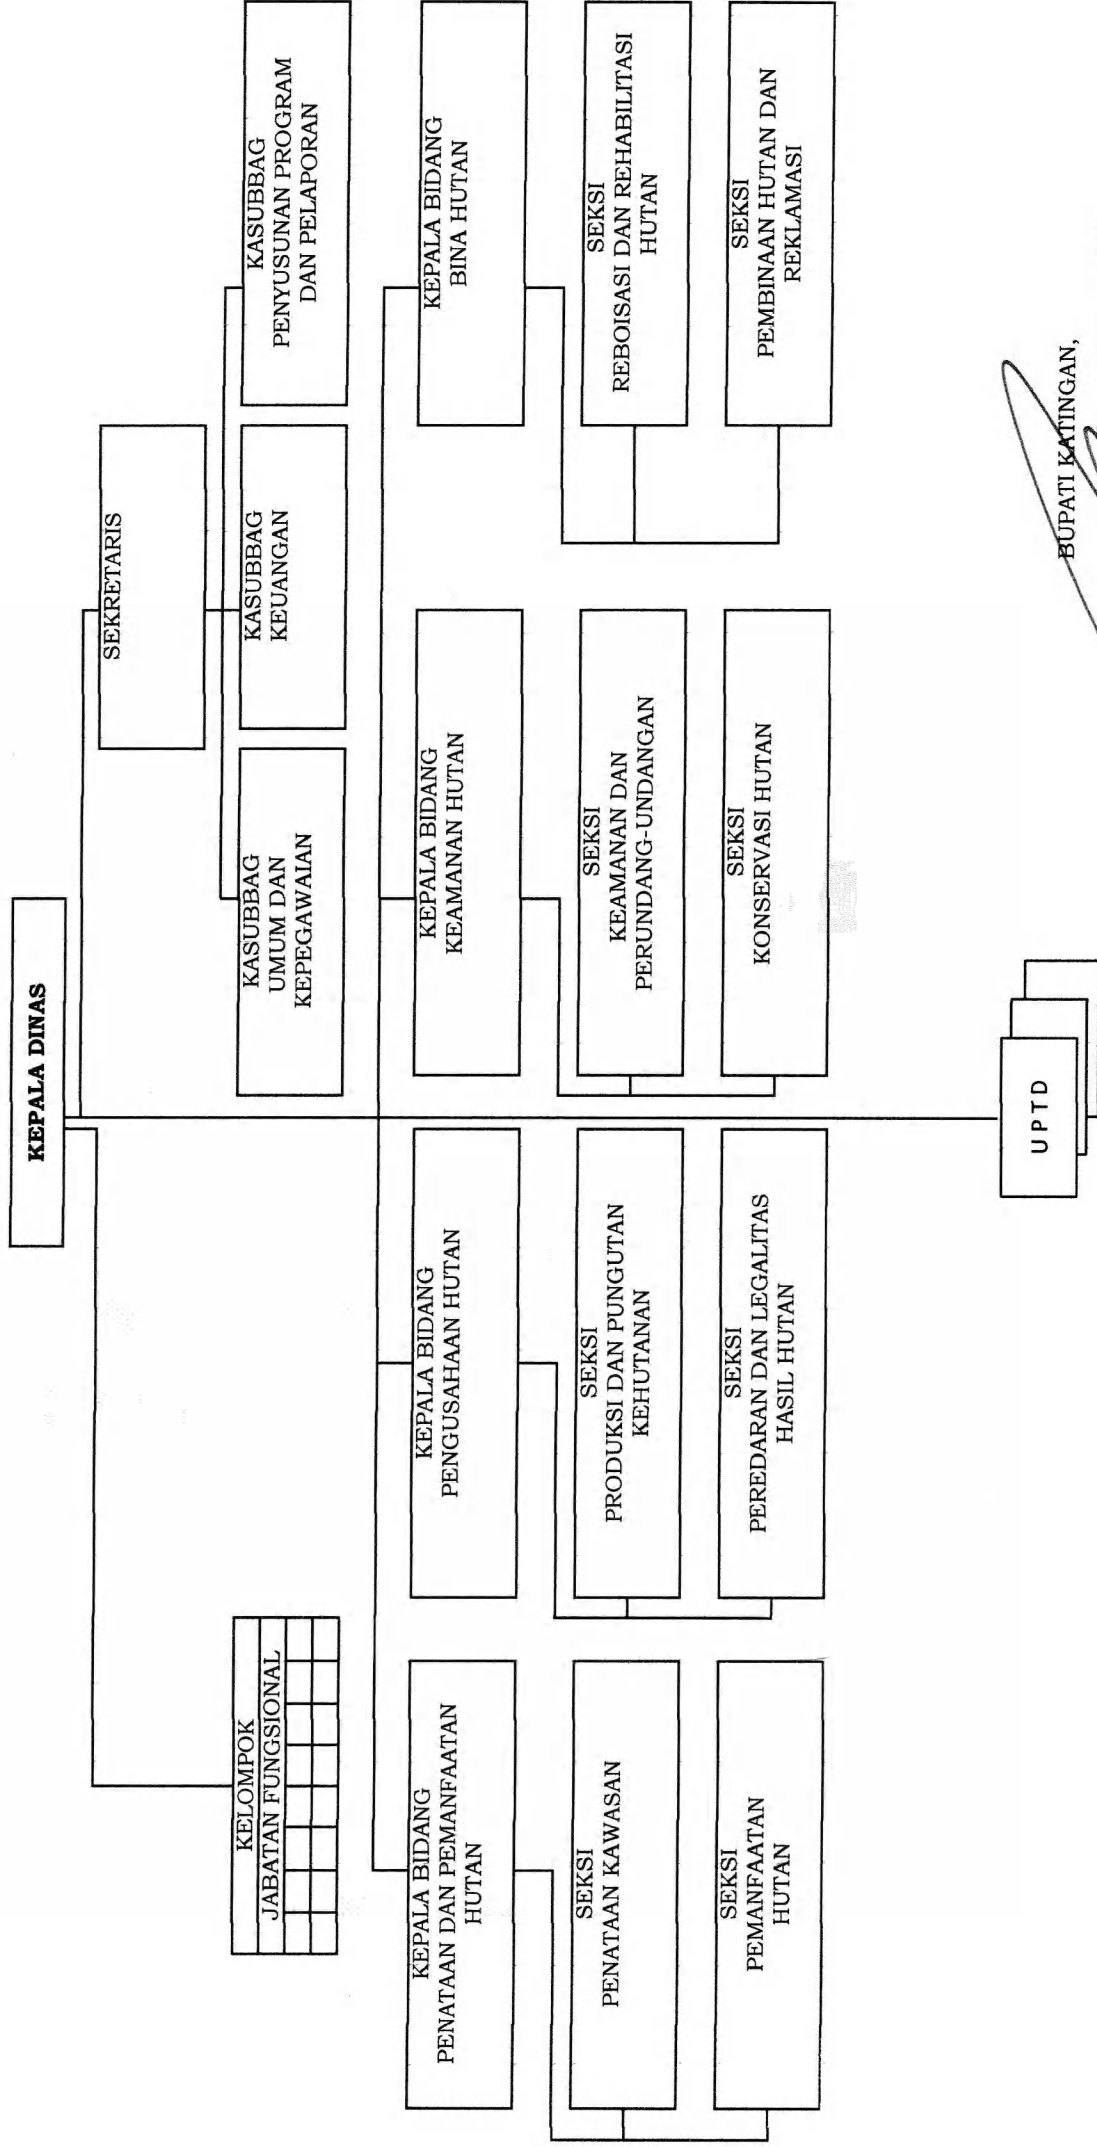 KEPALA DINAS
SEKRETARIS
KELOMPOK
JABATAN FUNGSIONAL
KASUBBAG
UMUM DAN
KEPEGAWAIAN
KASUBBAG
KEUANGAN
KASUBBAG
PENYUSUNAN PROGRAM
DAN PELAPORAN
KEPALA BIDANG
PENATAAN DAN PEMANFAATAN
HUTAN
KEPALA BIDANG
PENGUSAHAAN HUTAN
KEPALA BIDANG
KEAMANAN HUTAN
KEPALA BIDANG
BINA HUTAN
SEKSI
PENATAAN KAWASAN
SEKSI
PRODUKSI DAN PUNGUTAN
KEHUTANAN
SEKSI
KEAMANAN DAN
PERUNDANG-UNDANGAN
SEKSI
REBOISASI DAN REHABILITASI
HUTAN
SEKSI
PEMANFAATAN
HUTAN
SEKSI
PEREDARAN DAN LEGALITAS
HASIL HUTAN
SEKSI
KONSERVASI HUTAN
SEKSI
PEMBINAAN HUTAN DAN
REKLAMASI
UPTD
BUPATI KATINGAN,